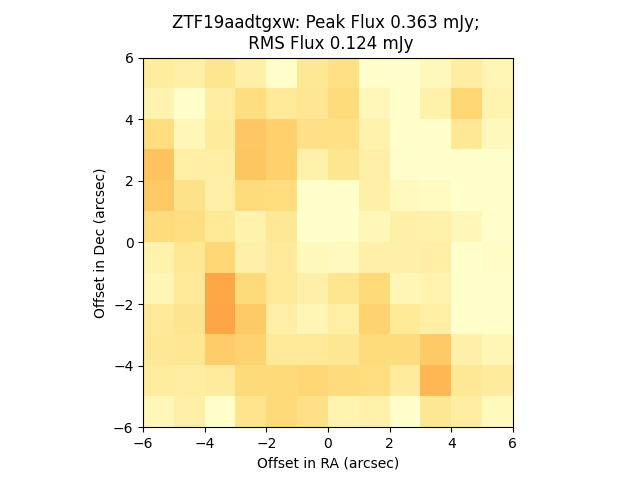 ZTF19aadtgxw: Peak Flux 0.363 mJy;
RMS Flux 0.124 mJy
6
4
2
0
−2
−4
−6
Offset in Dec (arcsec)
−6 −4 −2 0 2 4 6
Offset in RA (arcsec)